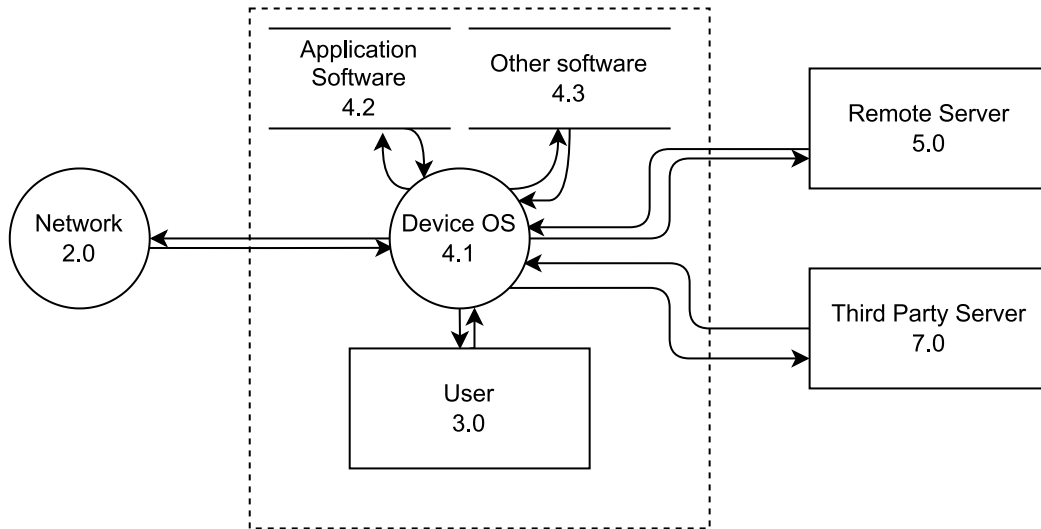 Application
Software
4.2
Other software
4.3
Remote Server
5.0
Network
2.0
Device OS
4.1
Third Party Server
7.0
User
3.0